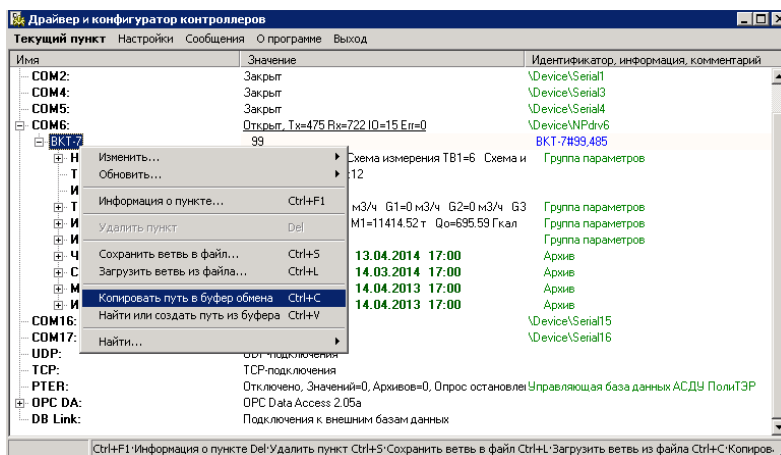 Драйвер и конфигуратор контроллеров
Текущий пункт Настройки Сообщения О программе Выход
Имя Значение Идентификатор, информация, комментарий
COM2: Закрыт \Device\Serial1
COM4: Закрыт \Device\Serial3
COM5: Закрыт \Device\Serial4
COM6: Открыт, Tx=475 Rx=722 IO=15 Err=0 \Device\NPdrv6
ВКТ-7 99 ВКТ-7#99,485
Н Изменить... Схема измерения ТВ1=6 Схема и Группа параметров
Т Обновить... :12
И
Т Информация о пункте... Ctrl+F1 м3/ч G1=0 м3/ч G2=0 м3/ч G3 Группа параметров
И Удалить пункт Del М1=11414.52 т Qo=695.59 Гкал Группа параметров
И Группа параметров
Ч Сохранить ветвь в файл... Ctrl+S 13.04.2014 17:00 Архив
С Загрузить ветвь из файла... Ctrl+L 14.03.2014 17:00 Архив
М Копировать путь в буфер обмена Ctrl+C 14.04.2013 17:00 Архив
И Найти или создать путь из буфера Ctrl+V 14.04.2013 17:00 Архив
COM16: \Device\Serial15
COM17: Найти... \Device\Serial16
UDP: UDP-подключения
TCP: TCP-подключения
PTER: Отключено, Значений=0, Архивов=0, Опрос остановлен Управляющая база данных АСДУ ПолиТЭР
OPC DA: OPC Data Access 2.05a
DB Link: Подключения к внешним базам данных
Ctrl+F1·Информация о пункте Del·Удалить пункт Ctrl+S·Сохранить ветвь в файл Ctrl+L·Загрузить ветвь из файла Ctrl+C·Копиров